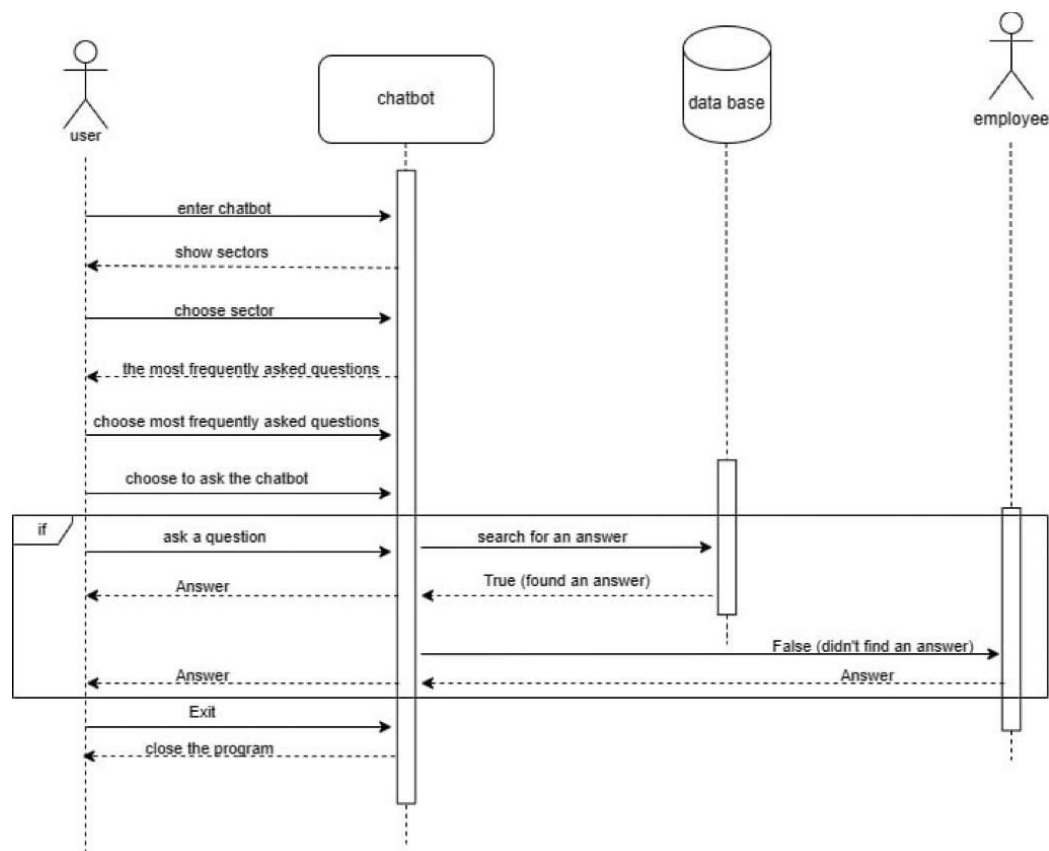 user
chatbot
data base
employee
enter chatbot
show sectors
choose sector
the most frequently asked questions
choose most frequently asked questions
choose to ask the chatbot
if
ask a question
search for an answer
Answer
True (found an answer)
False (didn't find an answer)
Answer
Answer
Exit
close the program